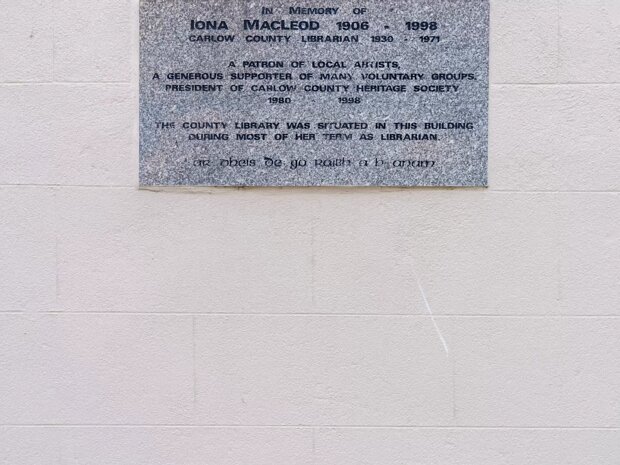 IN MEMORY OF
IONA MACLEOD 1906 - 1998
CARLOW COUNTY LIBRARIAN 1930 - 1971
A PATRON OF LOCAL ARTISTS,
A GENEROUS SUPPORTER OF MANY VOLUNTARY GROUPS,
PRESIDENT OF CARLOW COUNTY HERITAGE SOCIETY
1980 1998
THE COUNTY LIBRARY WAS SITUATED IN THIS BUILDING
DURING MOST OF HER TERM AS LIBRARIAN.
ar dheis De go raibh a h-anam